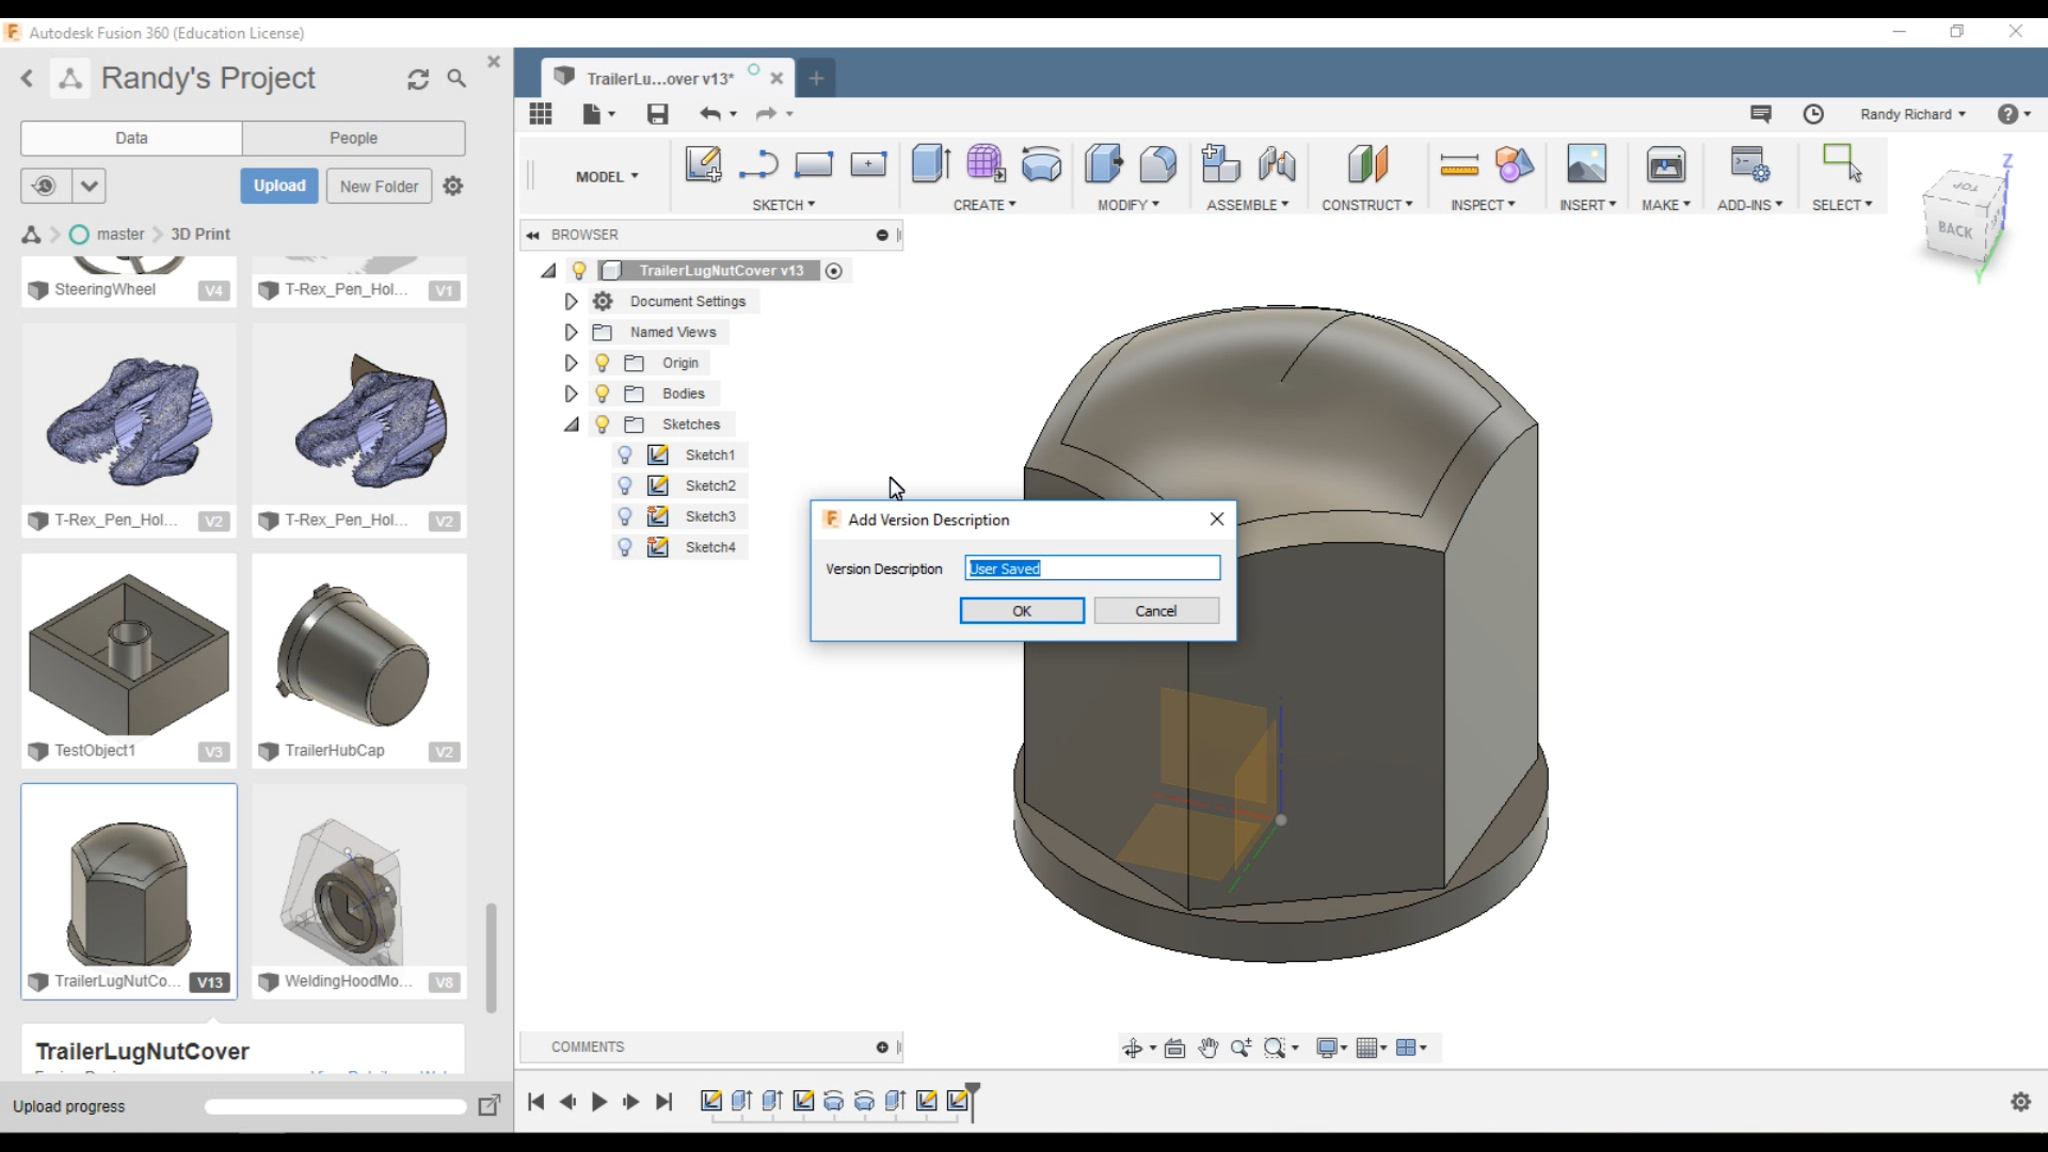 Autodesk Fusion 360 (Education License)
Randy's Project
Data
People
Upload
New Folder
master
3D Print
SteeringWheel
V4
T-Rex_Pen_Hol...
V1
T-Rex_Pen_Hol...
V2
T-Rex_Pen_Hol...
V2
TestObject1
V3
TrailerHubCap
V2
TrailerLugNutCo...
V13
WeldingHoodMo...
V8
TrailerLugNutCover
Upload progress
TrailerLu...over v13*
Randy Richard
MODEL
SKETCH
CREATE
MODIFY
ASSEMBLE
CONSTRUCT
INSPECT
INSERT
MAKE
ADD-INS
SELECT
Z
TOP
BACK
Y
BROWSER
TrailerLugNutCover v13
Document Settings
Named Views
Origin
Bodies
Sketches
Sketch1
Sketch2
Sketch3
Sketch4
Add Version Description
Version Description
User Saved
OK
Cancel
COMMENTS